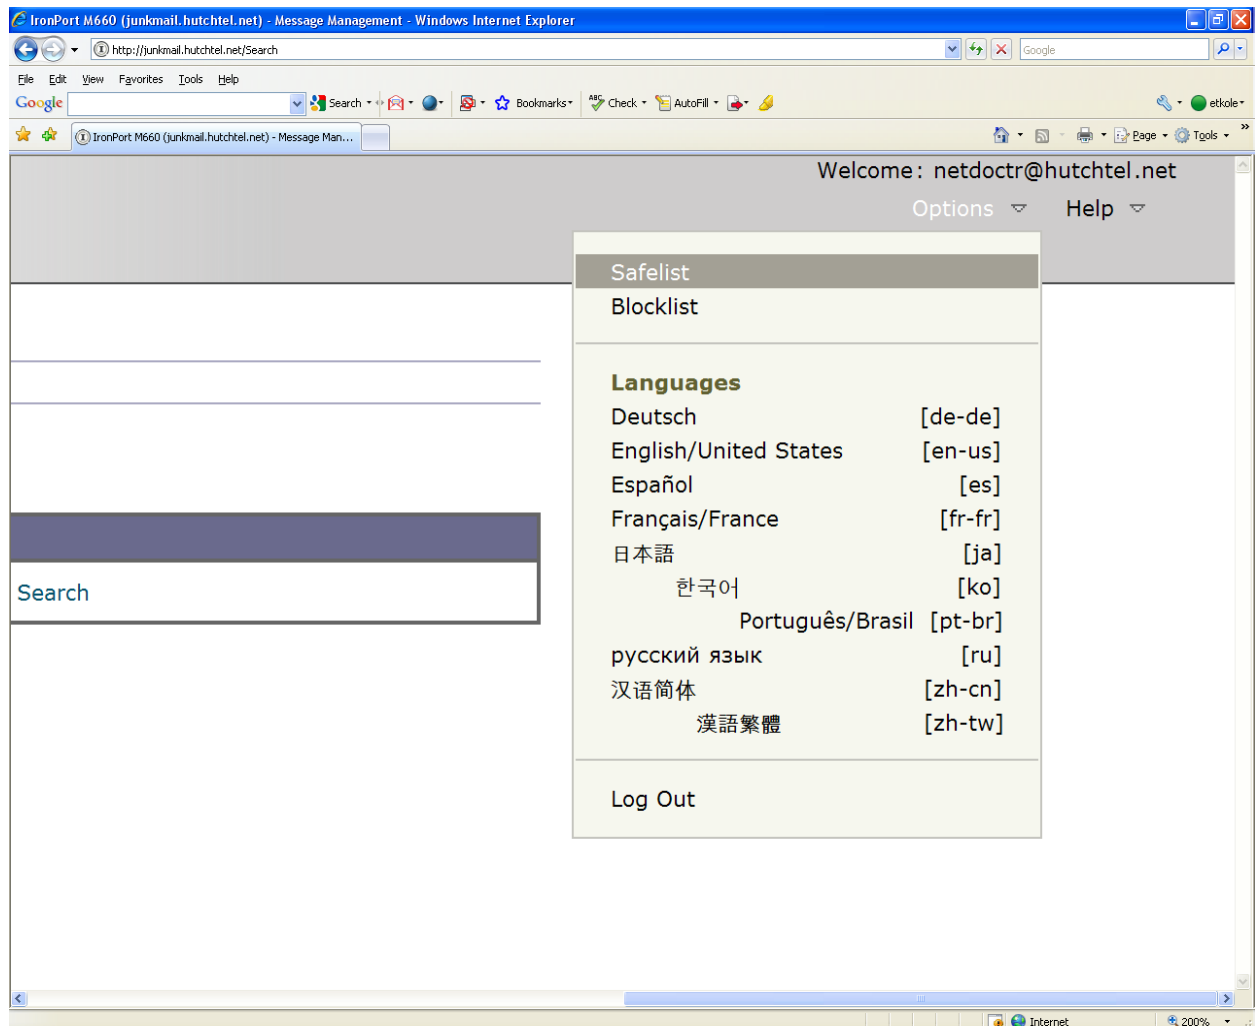 IronPort M660 (junkmail.hutchtel.net) - Message Management - Windows Internet Explorer
http://junkmail.hutchtel.net/Search
Google
File Edit View Favorites Tools Help
Google Search Bookmarks Check AutoFill etkole
IronPort M660 (junkmail.hutchtel.net) - Message Man... Page Tools »
Welcome: netdoctr@hutchtel.net
Options Help
Safelist
Blocklist
Languages
Deutsch [de-de]
English/United States [en-us]
Español [es]
Français/France [fr-fr]
日本語 [ja]
한국어 [ko]
Search
Português/Brasil [pt-br]
русский язык [ru]
汉语简体 [zh-cn]
漢語繁體 [zh-tw]
Log Out
Internet 200%